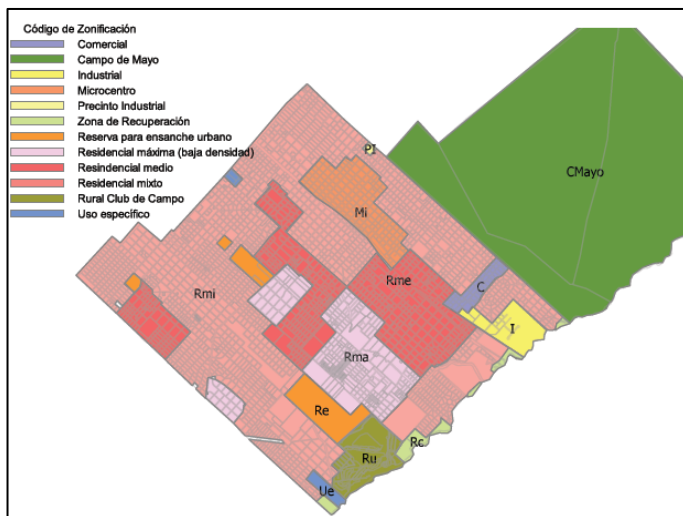 Código de Zonificación
Comercial
Campo de Mayo
Industrial
Microcentro
Precinto Industrial
Zona de Recuperación
Reserva para ensanche urbano
Residencial máxima (baja densidad)
Resindencial medio
Residencial mixto
Rural Club de Campo
Uso específico
PI
CMayo
Mi
Rme
C
Rmi
I
Rma
Re
Rc
Ru
Ue